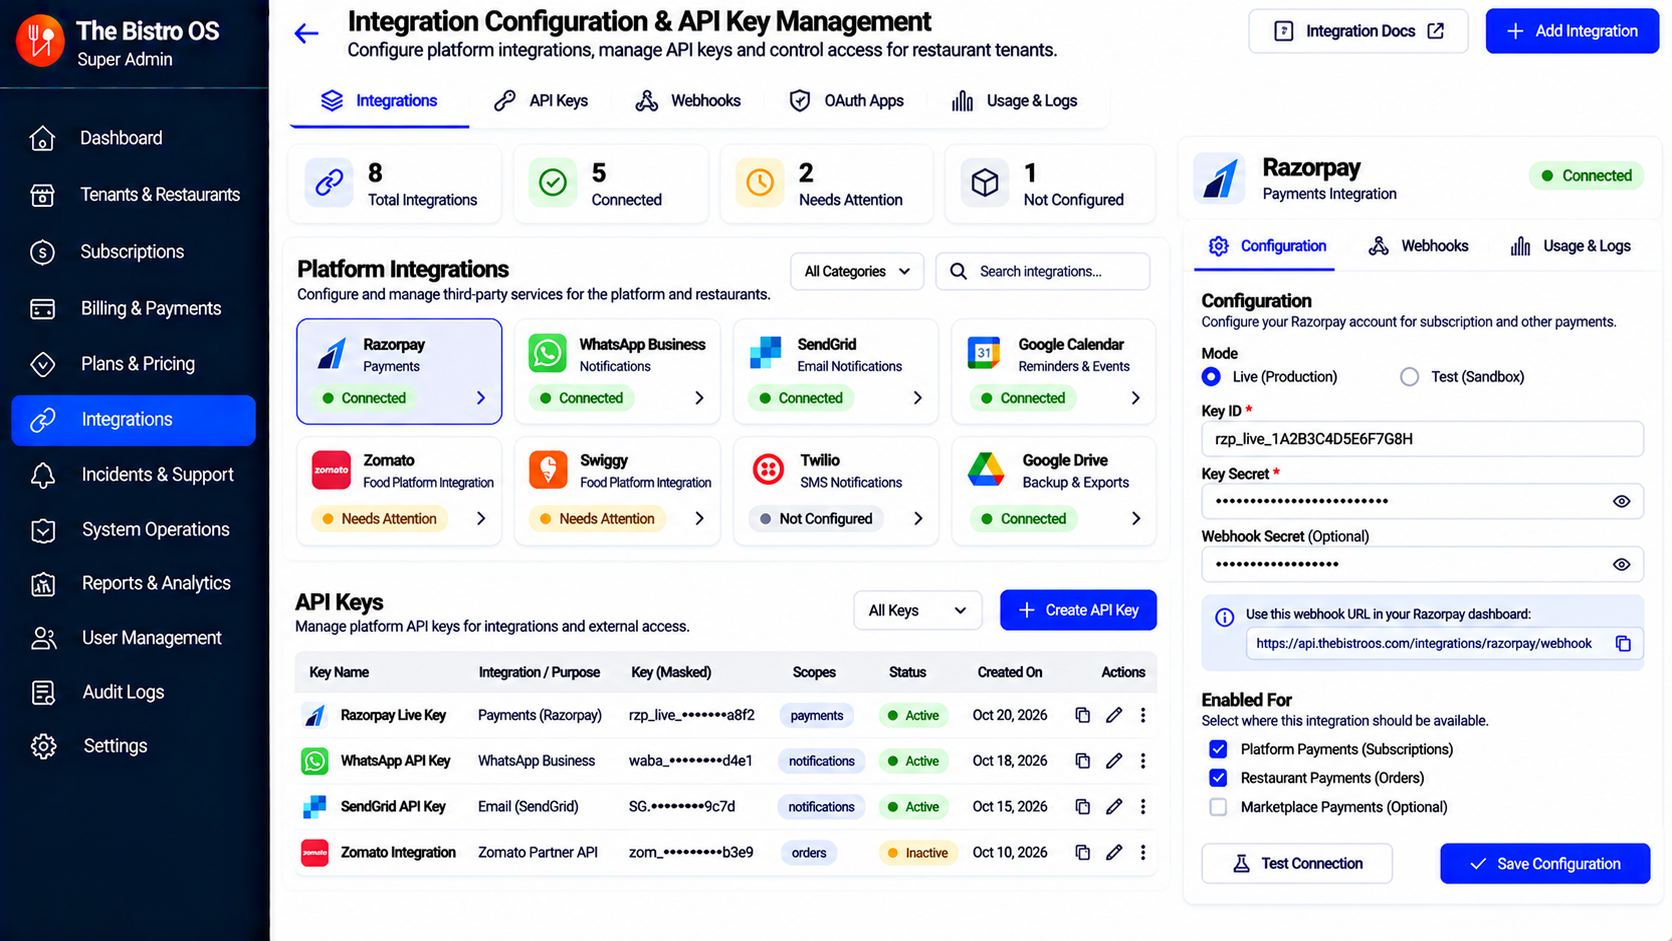 The Bistro OS
Super Admin
Dashboard
Tenants & Restaurants
Subscriptions
Billing & Payments
Plans & Pricing
Integrations
Incidents & Support
System Operations
Reports & Analytics
User Management
Audit Logs
Settings
Integration Configuration & API Key Management
Configure platform integrations, manage API keys and control access for restaurant tenants.
Integration Docs
+ Add Integration
Integrations
API Keys
Webhooks
OAuth Apps
Usage & Logs
8
Total Integrations
5
Connected
2
Needs Attention
1
Not Configured
Platform Integrations
Configure and manage third-party services for the platform and restaurants.
All Categories
Search integrations...
Razorpay
Payments
Connected
WhatsApp Business
Notifications
Connected
SendGrid
Email Notifications
Connected
31
Google Calendar
Reminders & Events
Connected
zomato
Zomato
Food Platform Integration
Needs Attention
Swiggy
Food Platform Integration
Needs Attention
Twilio
SMS Notifications
Not Configured
Google Drive
Backup & Exports
Connected
API Keys
Manage platform API keys for integrations and external access.
All Keys
+ Create API Key
Key Name Integration / Purpose Key (Masked) Scopes Status Created On Actions
Razorpay Live Key Payments (Razorpay) rzp_live_•••••••a8f2 payments Active Oct 20, 2026
WhatsApp API Key WhatsApp Business waba_••••••••d4e1 notifications Active Oct 18, 2026
SendGrid API Key Email (SendGrid) SG.••••••••9c7d notifications Active Oct 15, 2026
zomato Zomato Integration Zomato Partner API zom_•••••••••b3e9 orders Inactive Oct 10, 2026
Razorpay
Payments Integration
Connected
Configuration
Webhooks
Usage & Logs
Configuration
Configure your Razorpay account for subscription and other payments.
Mode
Live (Production)
Test (Sandbox)
Key ID *
rzp_live_1A2B3C4D5E6F7G8H
Key Secret *
••••••••••••••••••••••••••
Webhook Secret (Optional)
••••••••••••••••••
Use this webhook URL in your Razorpay dashboard:
https://api.thebistroos.com/integrations/razorpay/webhook
Enabled For
Select where this integration should be available.
Platform Payments (Subscriptions)
Restaurant Payments (Orders)
Marketplace Payments (Optional)
Test Connection
Save Configuration